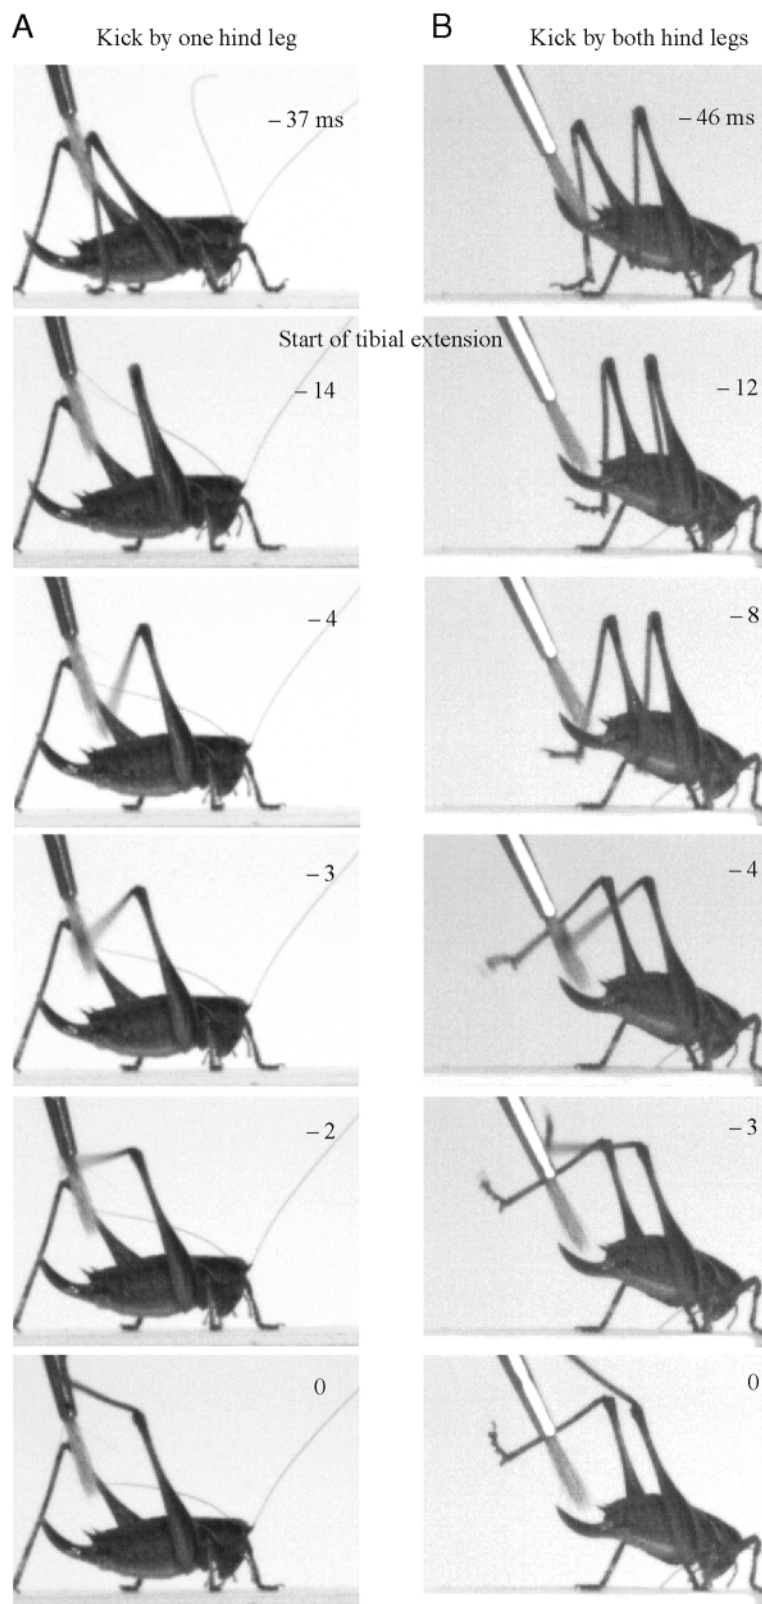 A
Kick by one hind leg
– 37 ms
Start of tibial extension
– 14
– 4
– 3
– 2
0
B
Kick by both hind legs
– 46 ms
– 12
– 8
– 4
– 3
0